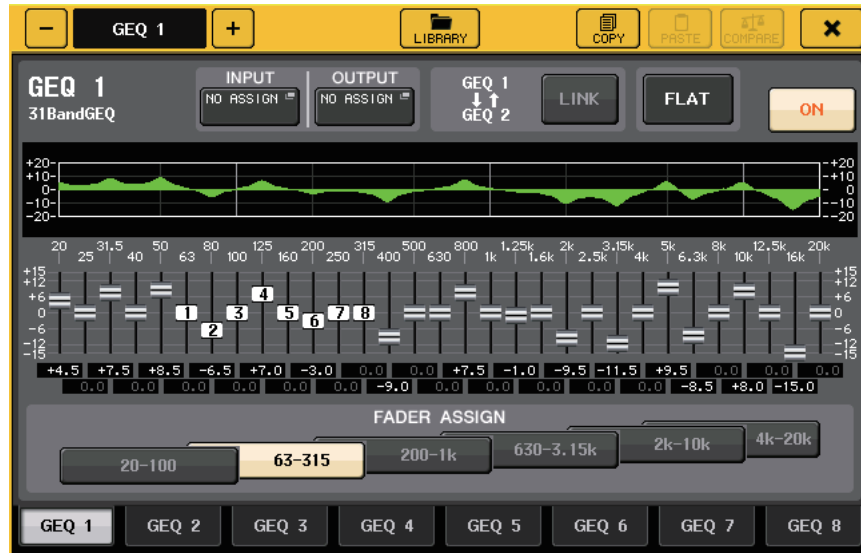 − GEQ 1 + LIBRARY COPY PASTE COMPARE ×
INPUT OUTPUT
GEQ 1
31BandGEQ
NO ASSIGN NO ASSIGN
GEQ 1
GEQ 2
LINK FLAT ON
+20 +20
+10 +10
0 0
-10 -10
-20 -20
20 31.5 50 80 125 200 315 500 800 1.25k 2k 3.15k 5k 8k 12.5k 20k
25 40 63 100 160 250 400 630 1k 1.6k 2.5k 4k 6.3k 10k 16k
+15 +15
+12 +12
+6 +6
0 0
-6 -6
-12 -12
-15 -15
1 2 3 4 5 6 7 8
+4.5 +7.5 +8.5 -6.5 +7.0 -3.0 0.0 0.0 +7.5 -1.0 -9.5 -11.5 +9.5 0.0 0.0 0.0
0.0 0.0 0.0 0.0 0.0 0.0 -9.0 0.0 0.0 0.0 0.0 0.0 -8.5 +8.0 -15.0
FADER ASSIGN
20-100 63-315 200-1k 630-3.15k 2k-10k 4k-20k
GEQ 1 GEQ 2 GEQ 3 GEQ 4 GEQ 5 GEQ 6 GEQ 7 GEQ 8